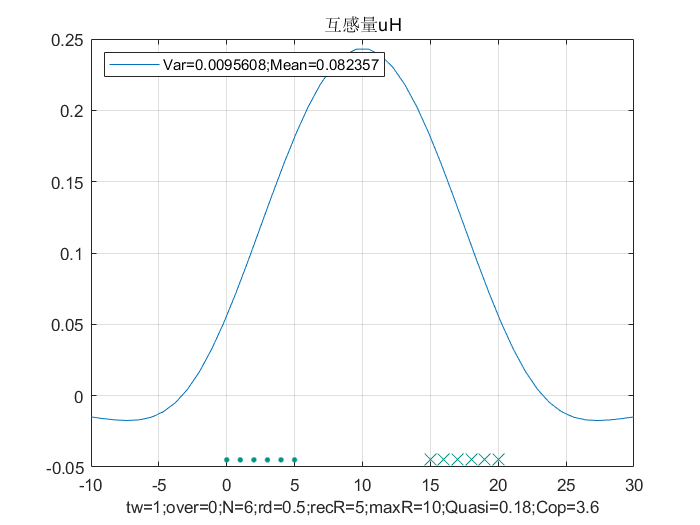 互感量uH
0.25
Var=0.0095608;Mean=0.082357
0.2
0.15
0.1
0.05
0
-0.05
-10 -5 0 5 10 15 20 25 30
tw=1;over=0;N=6;rd=0.5;recR=5;maxR=10;Quasi=0.18;Cop=3.6